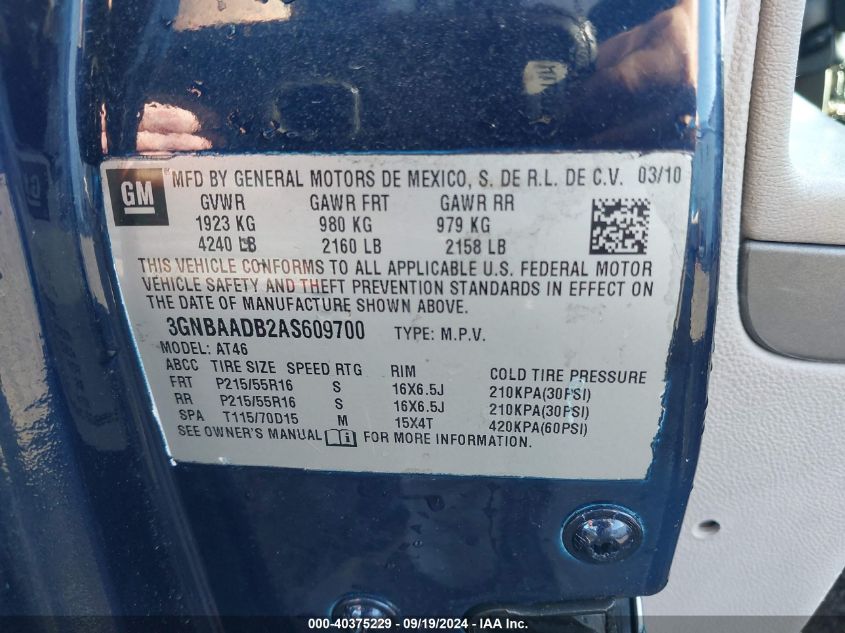 GM MFD BY GENERAL MOTORS DE MEXICO, S. DE R.L. DE C.V. 03/10
GVWR GAWR FRT GAWR RR
1923 KG 980 KG 979 KG
4240 LB 2160 LB 2158 LB
THIS VEHICLE CONFORMS TO ALL APPLICABLE U.S. FEDERAL MOTOR
VEHICLE SAFETY AND THEFT PREVENTION STANDARDS IN EFFECT ON
THE DATE OF MANUFACTURE SHOWN ABOVE.
3GNBAADB2AS609700 TYPE: M.P.V.
MODEL: AT46
ABCC TIRE SIZE SPEED RTG RIM COLD TIRE PRESSURE
FRT P215/55R16 S 16X6.5J 210KPA(30PSI)
RR P215/55R16 S 16X6.5J 210KPA(30PSI)
SPA T115/70D15 M 15X4T 420KPA(60PSI)
SEE OWNER'S MANUAL FOR MORE INFORMATION.
000-40375229 - 09/19/2024 - 1 of 1